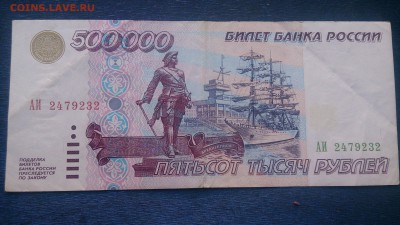 COINS.LAVE.RU
500000
БИЛЕТ БАНКА РОССИИ
АИ 2479232
АИ 2479232
ПОДДЕЛКА
БИЛЕТОВ
БАНКА РОССИИ
ПРЕСЛЕДУЕТСЯ
ПО ЗАКОНУ
ПЯТЬСОТ ТЫСЯЧ РУБЛЕЙ